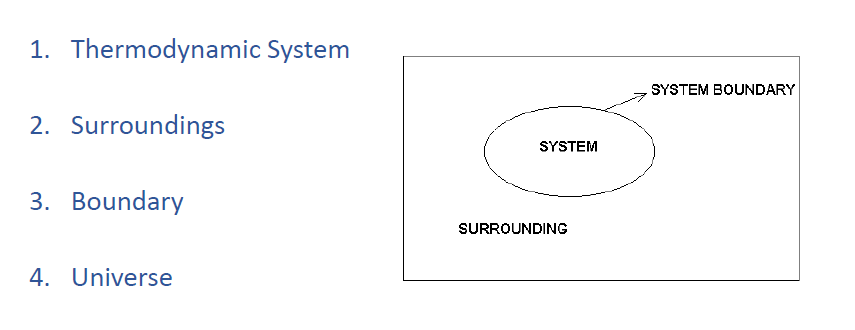 1. Thermodynamic System
2. Surroundings
3. Boundary
4. Universe
SYSTEM BOUNDARY
SYSTEM
SURROUNDING